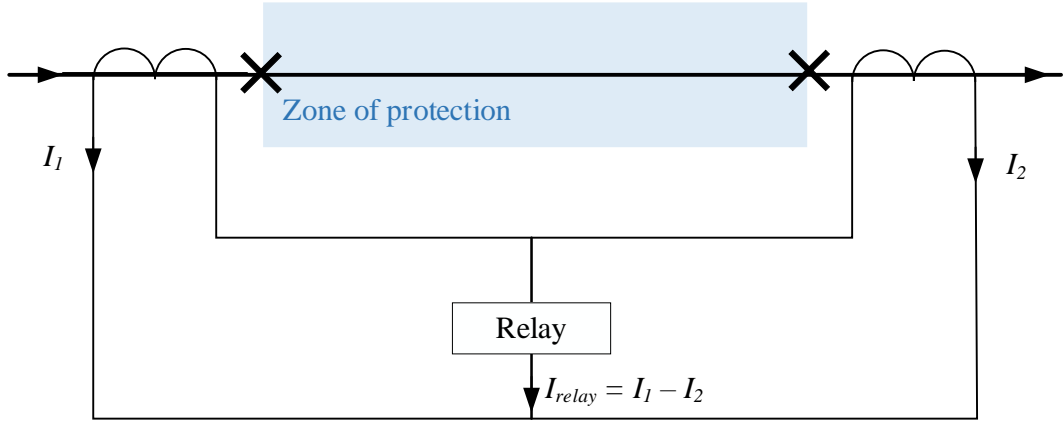 Zone of protection
I1
I2
Relay
Irelay = I1 – I2